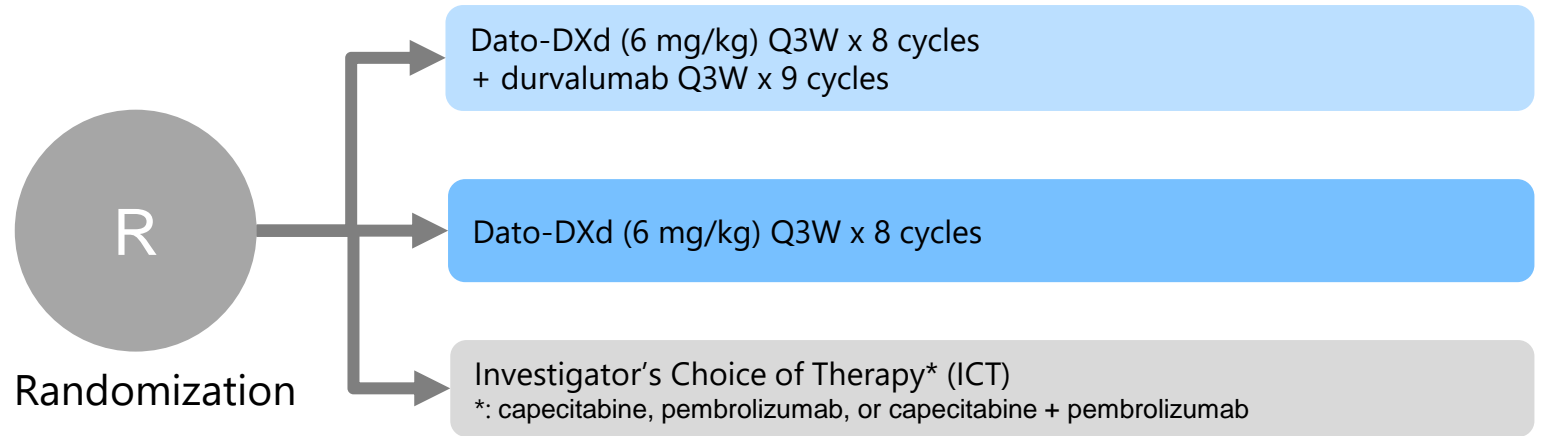 R
Randomization
Dato-DXd (6 mg/kg) Q3W x 8 cycles
+ durvalumab Q3W x 9 cycles
Dato-DXd (6 mg/kg) Q3W x 8 cycles
Investigator’s Choice of Therapy* (ICT)
*: capecitabine, pembrolizumab, or capecitabine + pembrolizumab